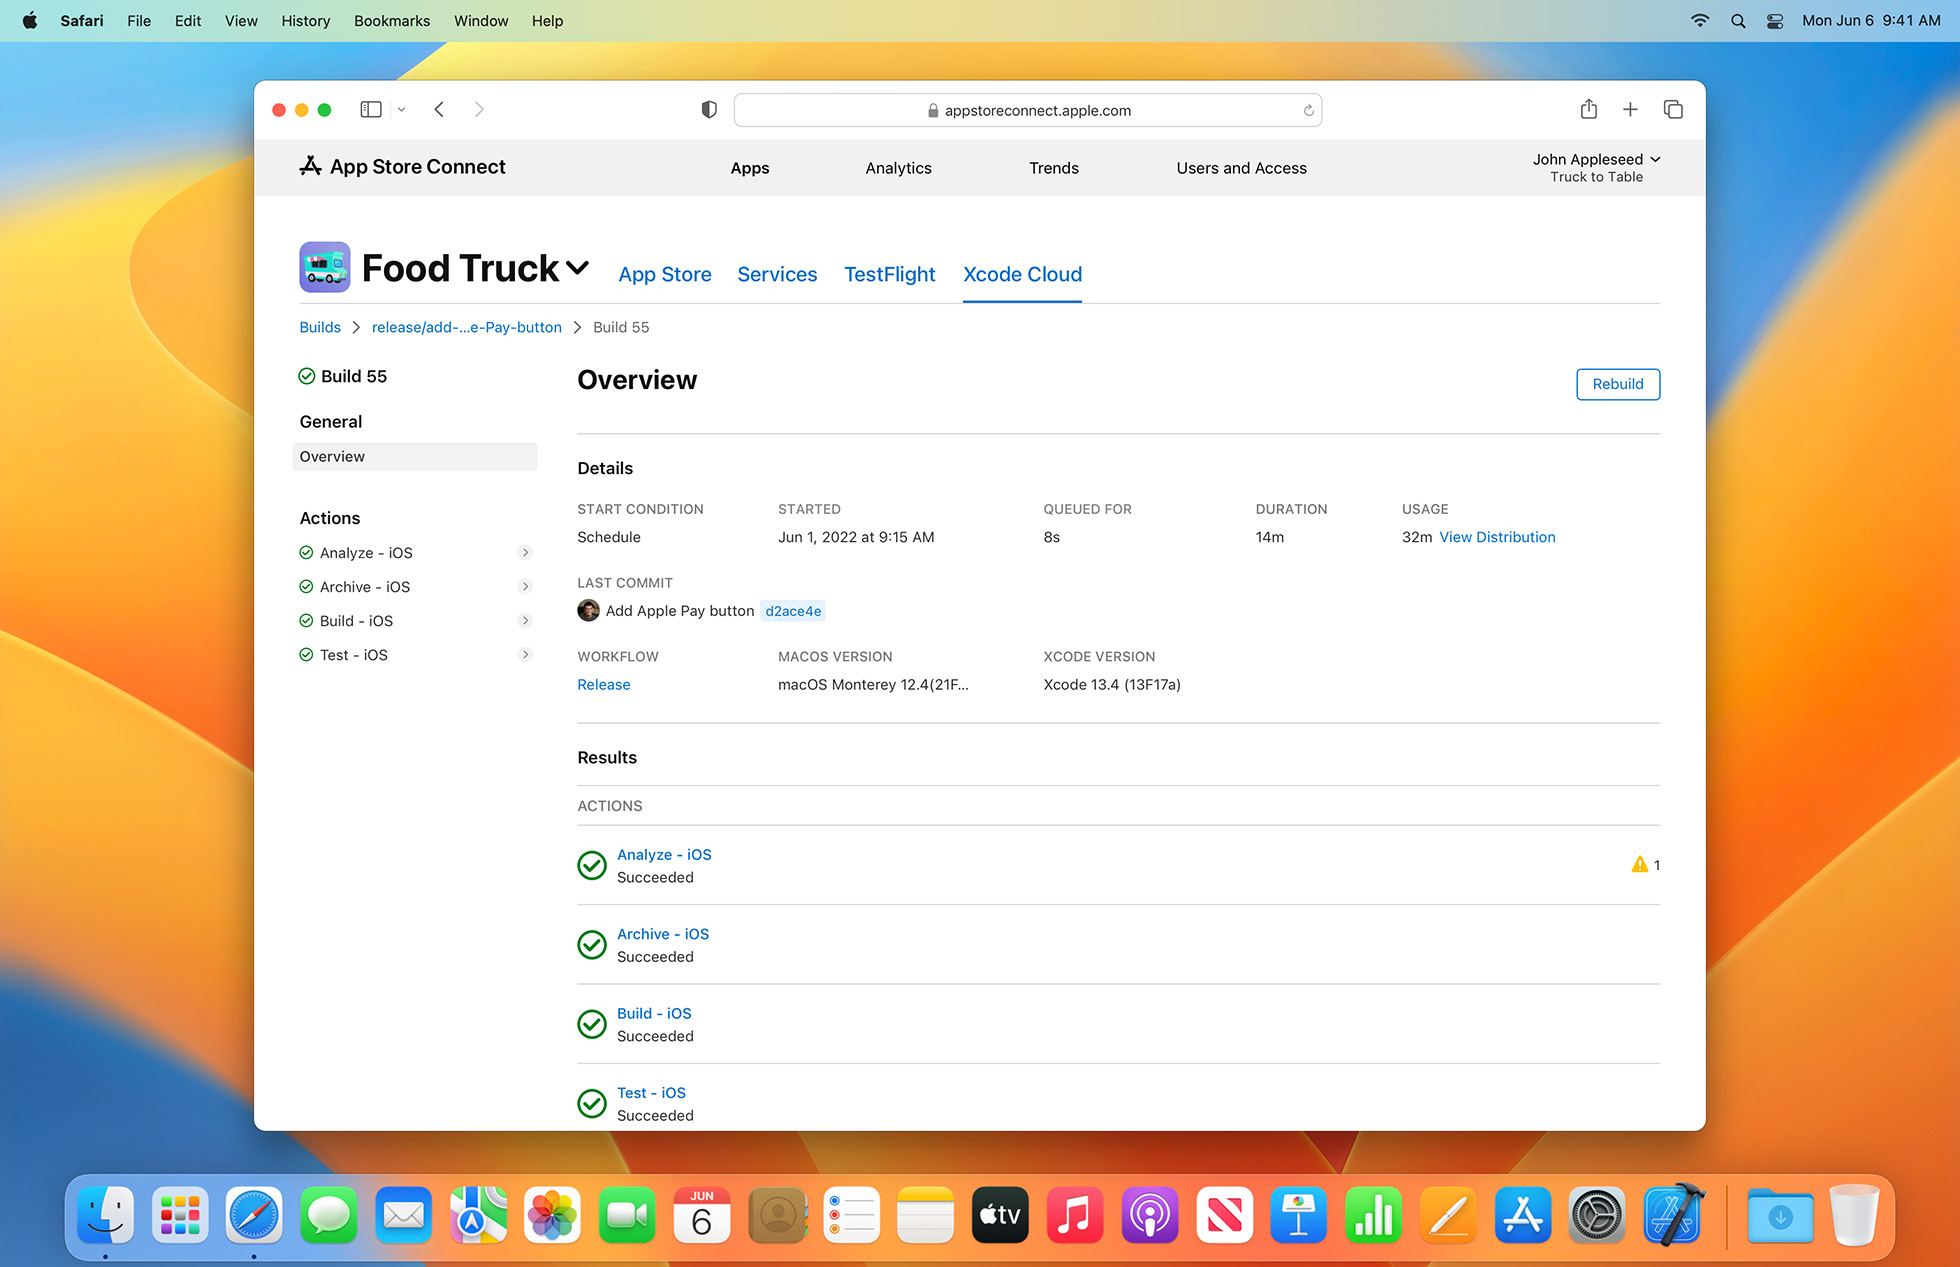 Safari File Edit View History Bookmarks Window Help Mon Jun 6 9:41 AM
appstoreconnect.apple.com
App Store Connect Apps Analytics Trends Users and Access John Appleseed
Truck to Table
Food Truck App Store Services TestFlight Xcode Cloud
Builds release/add-...e-Pay-button Build 55
Build 55
General
Overview
Actions
Analyze - iOS
Archive - iOS
Build - iOS
Test - iOS
Overview
Rebuild
Details
START CONDITION STARTED QUEUED FOR DURATION USAGE
Schedule Jun 1, 2022 at 9:15 AM 8s 14m 32m View Distribution
LAST COMMIT
Add Apple Pay button d2ace4e
WORKFLOW MACOS VERSION XCODE VERSION
Release macOS Monterey 12.4(21F... Xcode 13.4 (13F17a)
Results
ACTIONS
Analyze - iOS
Succeeded
1
Archive - iOS
Succeeded
Build - iOS
Succeeded
Test - iOS
Succeeded
JUN
6
tv